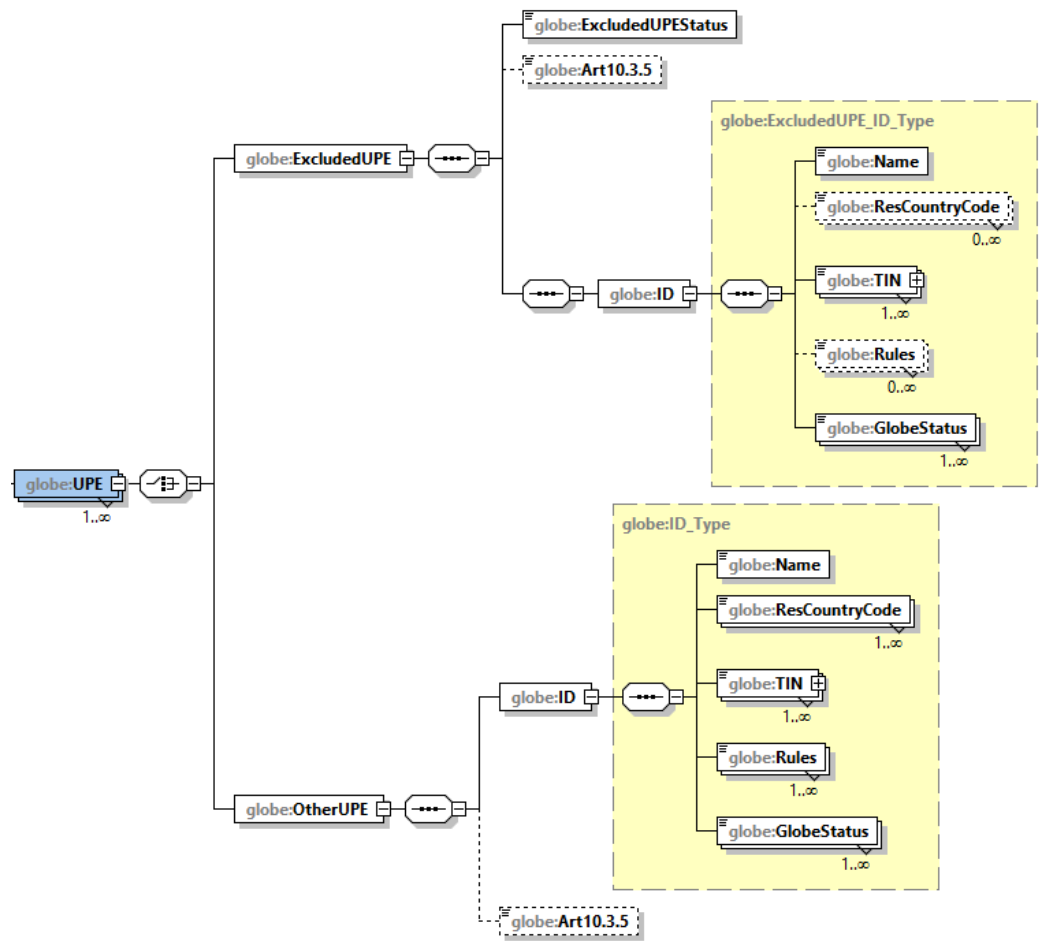 globe:ExcludedUPEStatus
globe:Art10.3.5
globe:ExcludedUPE_ID_Type
globe:ExcludedUPE
globe:Name
globe:ResCountryCode
0..∞
globe:TIN
1..∞
globe:ID
globe:Rules
0..∞
globe:GlobeStatus
1..∞
globe:UPE
1..∞
globe:ID_Type
globe:Name
globe:ResCountryCode
1..∞
globe:TIN
1..∞
globe:ID
globe:Rules
1..∞
globe:OtherUPE
globe:GlobeStatus
1..∞
globe:Art10.3.5